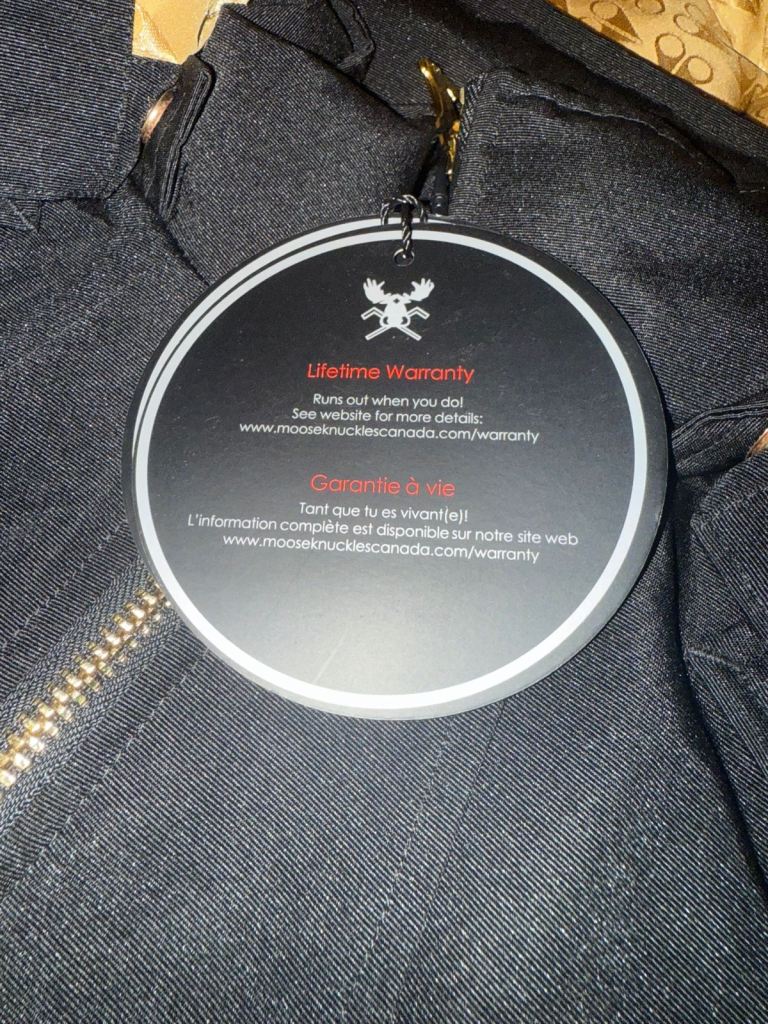 Lifetime Warranty
Runs out when you do!
See website for more details:
www.mooseknucklescanada.com/warranty
Garantie à vie
Tant que tu es vivant(e)!
L'information complète est disponible sur notre site web
www.mooseknucklescanada.com/warranty